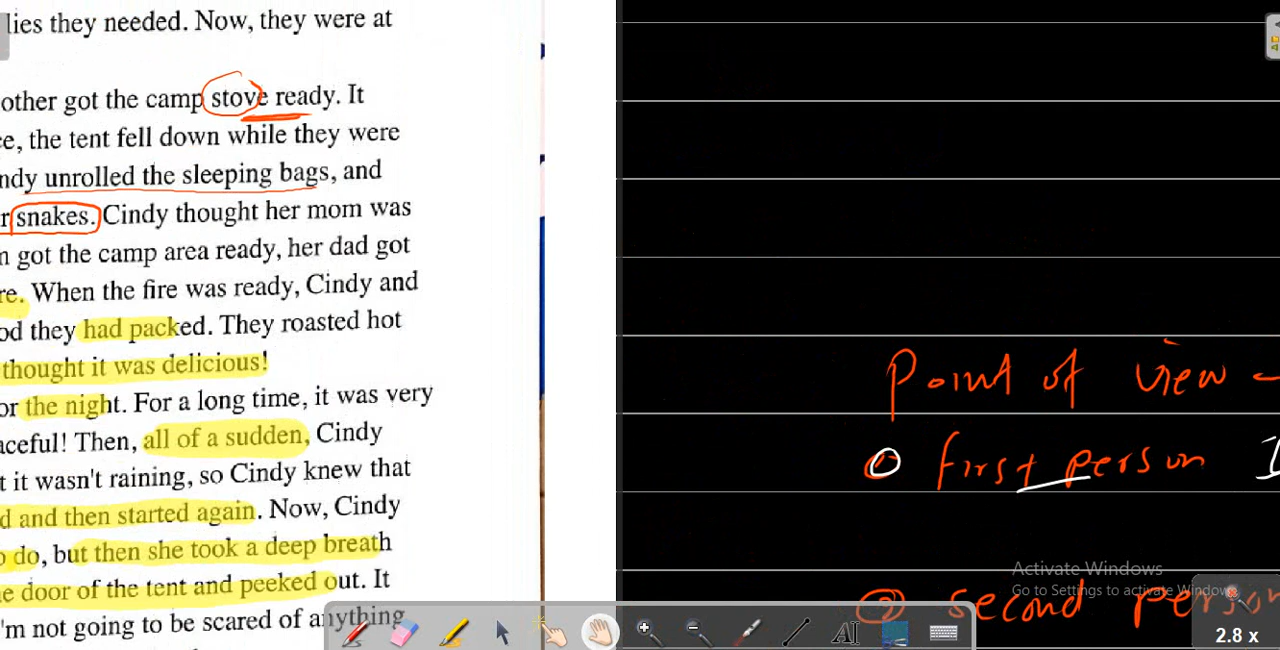 lies they needed. Now, they were at
other got the camp stove ready. It
ce, the tent fell down while they were
ndy unrolled the sleeping bags, and
r snakes. Cindy thought her mom was
n got the camp area ready, her dad got
re. When the fire was ready, Cindy and
od they had packed. They roasted hot
thought it was delicious!
or the night. For a long time, it was very
aceful! Then, all of a sudden, Cindy
t it wasn't raining, so Cindy knew that
d and then started again. Now, Cindy
o do, but then she took a deep breath
e door of the tent and peeked out. It
'm not going to be scared of anything
Point of view -
① first person I
② second person
Activate Windows
Go to Settings to activate Windows.
2.8 x